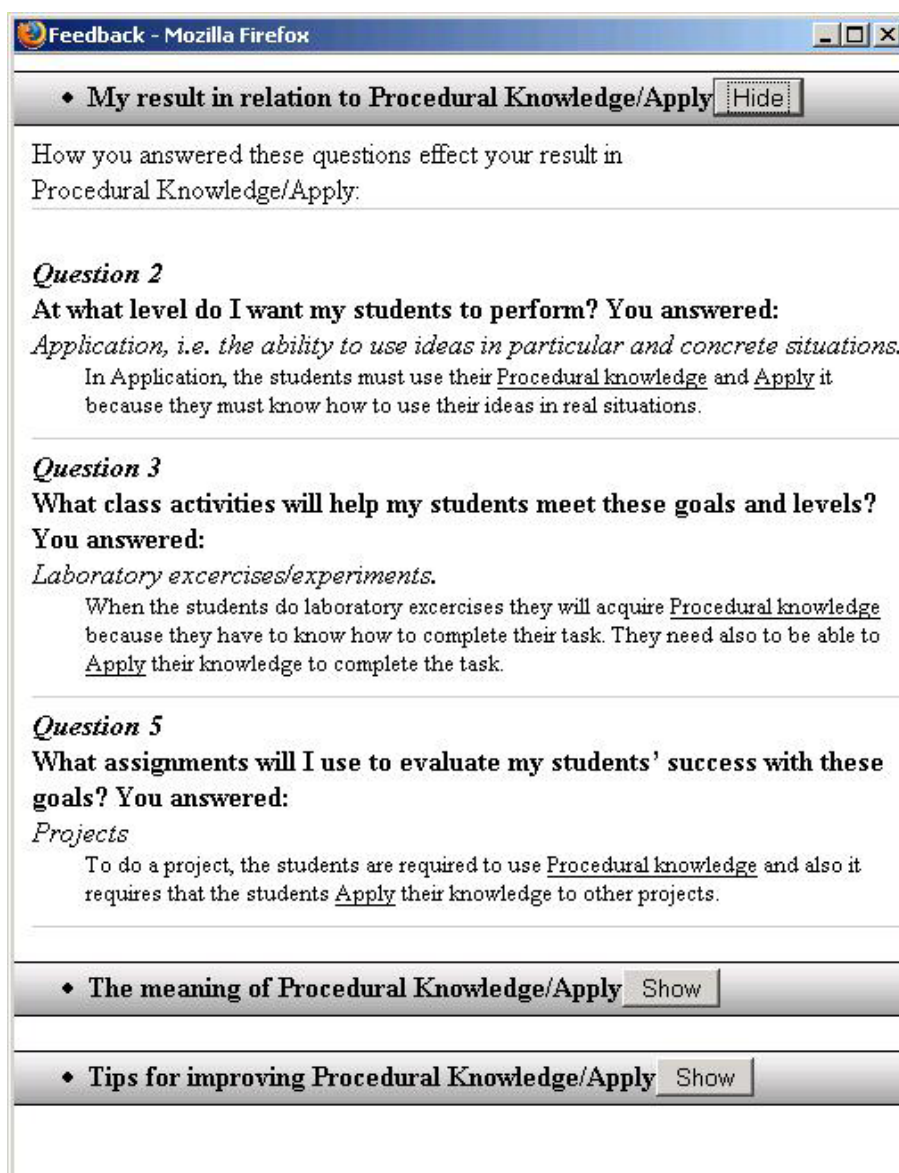 Feedback - Mozilla Firefox
• My result in relation to Procedural Knowledge/Apply Hide
How you answered these questions effect your result in
Procedural Knowledge/Apply:
Question 2
At what level do I want my students to perform? You answered:
Application, i.e. the ability to use ideas in particular and concrete situations.
In Application, the students must use their Procedural knowledge and Apply it
because they must know how to use their ideas in real situations.
Question 3
What class activities will help my students meet these goals and levels?
You answered:
Laboratory excercises/experiments.
When the students do laboratory excercises they will acquire Procedural knowledge
because they have to know how to complete their task. They need also to be able to
Apply their knowledge to complete the task.
Question 5
What assignments will I use to evaluate my students’ success with these
goals? You answered:
Projects
To do a project, the students are required to use Procedural knowledge and also it
requires that the students Apply their knowledge to other projects.
• The meaning of Procedural Knowledge/Apply Show
• Tips for improving Procedural Knowledge/Apply Show